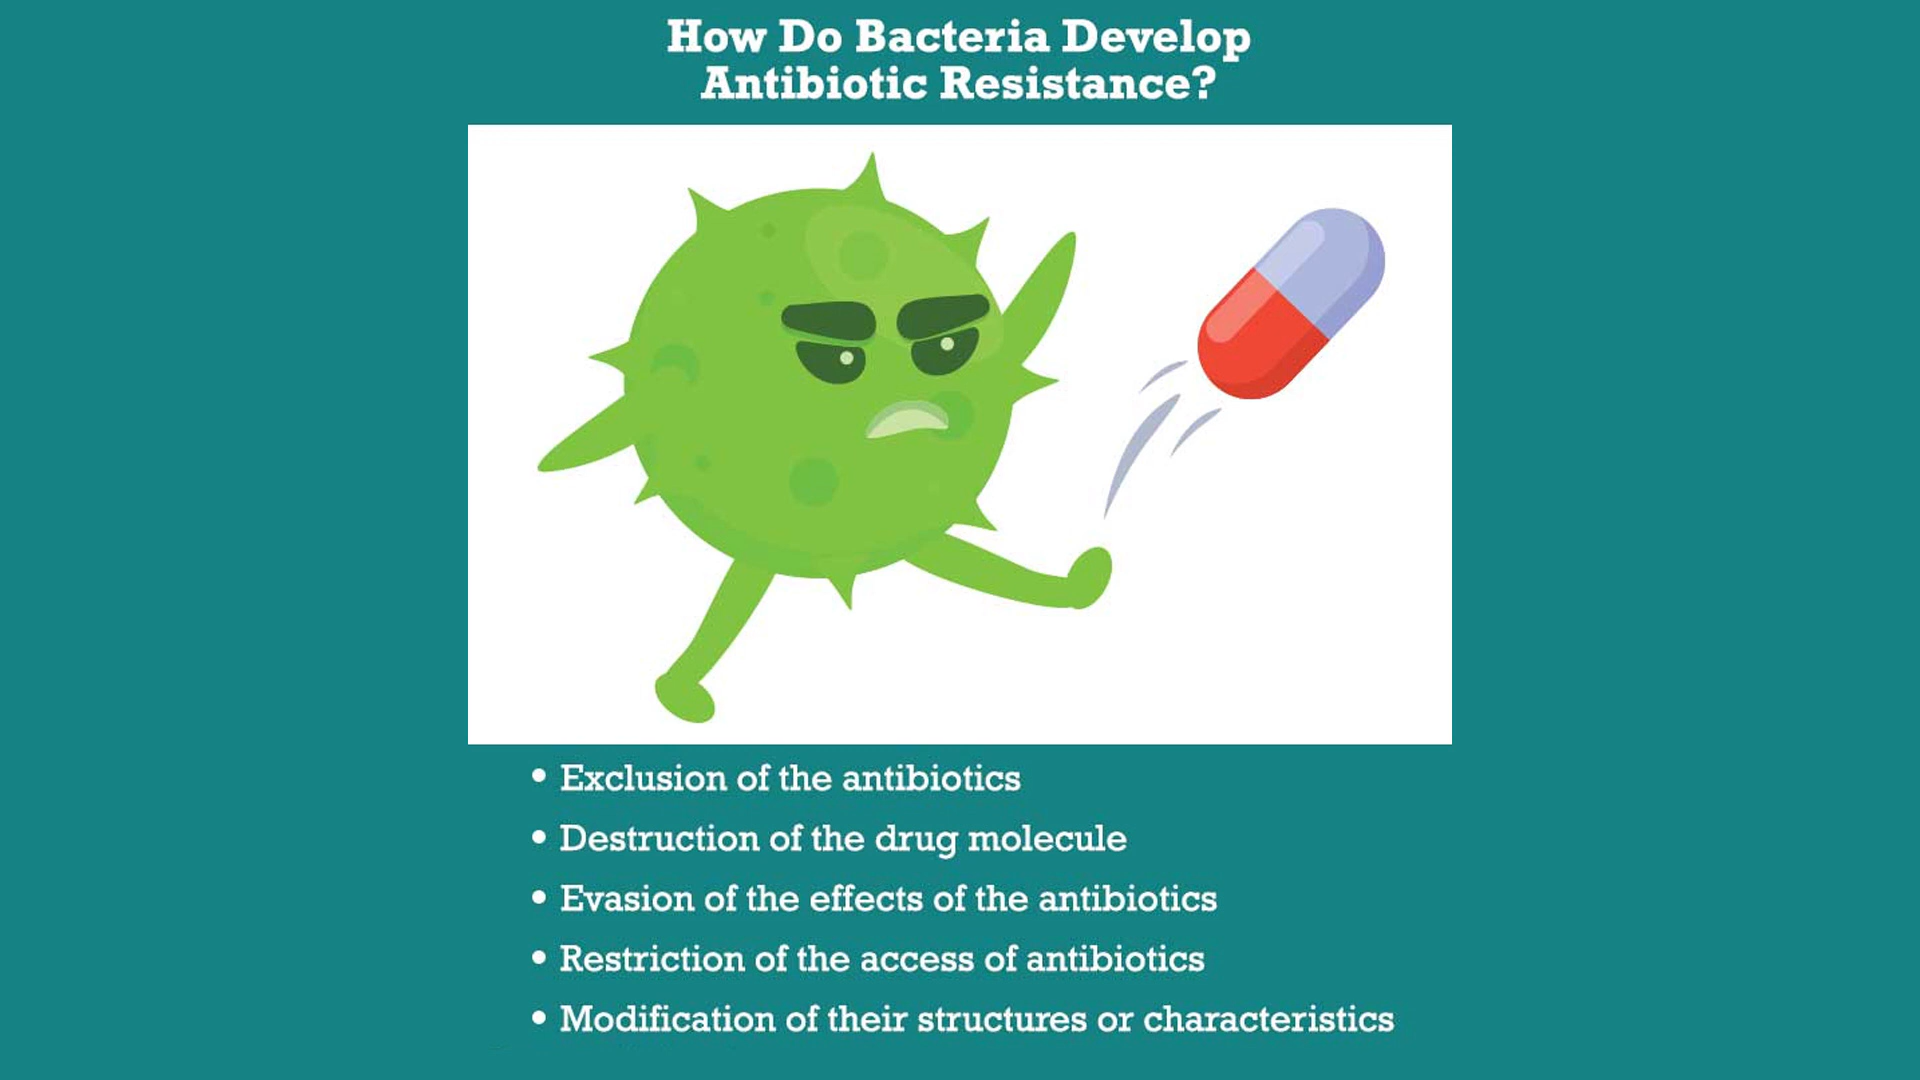 How Do Bacteria Develop
Antibiotic Resistance?
• Exclusion of the antibiotics
• Destruction of the drug molecule
• Evasion of the effects of the antibiotics
• Restriction of the access of antibiotics
• Modification of their structures or characteristics